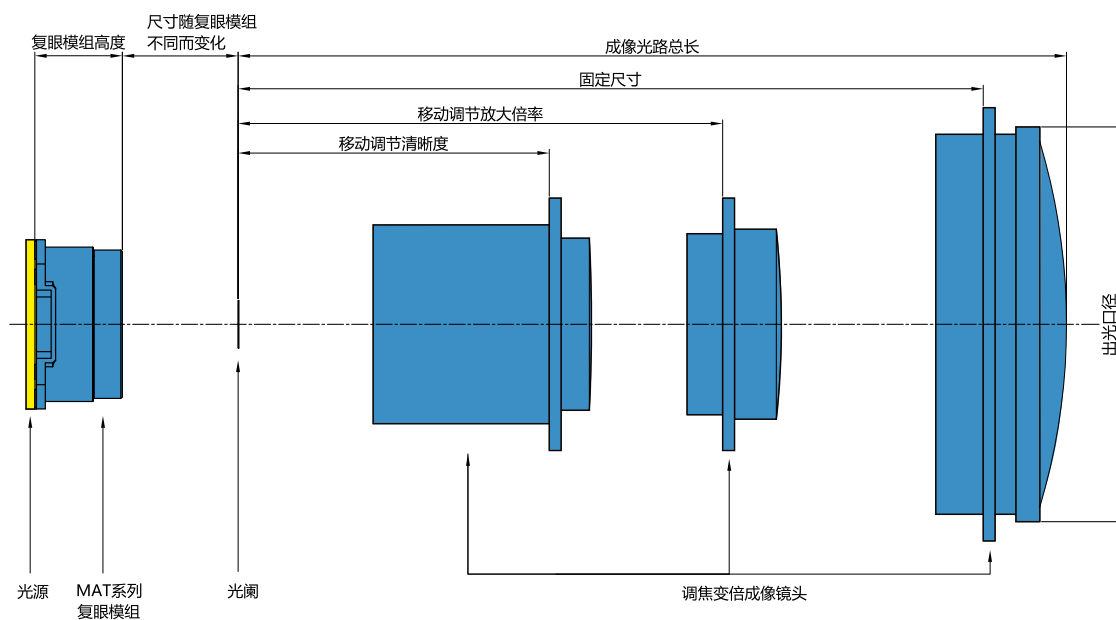 尺寸随复眼模组
不同而变化
复眼模组高度
成像光路总长
固定尺寸
移动调节放大倍率
移动调节清晰度
出光口径
光源
MAT系列
复眼模组
光阑
调焦变倍成像镜头